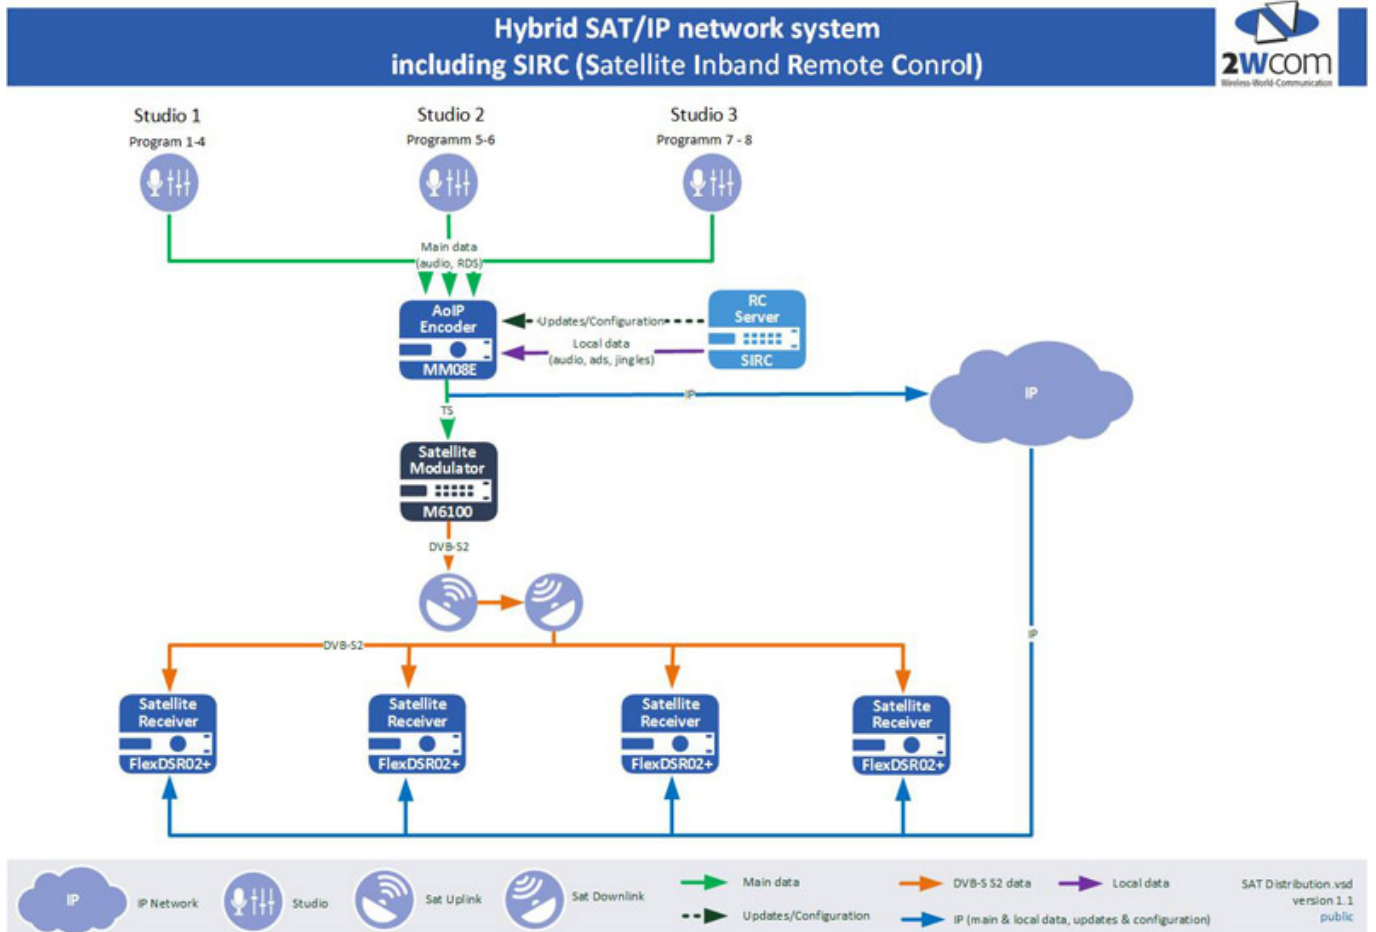 Hybrid SAT/IP network system
including SIRC (Satellite Inband Remote Conrol)
2wcom
Wireless-World-Communication
Studio 1
Program 1-4
Studio 2
Programm 5-6
Studio 3
Programm 7 - 8
Main data
(audio, RDS)
AoIP
Encoder
MM08E
Updates/Configuration
Local data
(audio, ads, jingles)
RC
Server
SIRC
IP
IP
TS
Satellite
Modulator
M6100
DVB-S2
IP
DVB-S2
Satellite
Receiver
FlexDSR02+
Satellite
Receiver
FlexDSR02+
Satellite
Receiver
FlexDSR02+
Satellite
Receiver
FlexDSR02+
IP
IP Network
Studio
Sat Uplink
Sat Downlink
Main data
Updates/Configuration
DVB-S S2 data
Local data
IP (main & local data, updates & configuration)
SAT Distribution.vsd
version 1.1
public